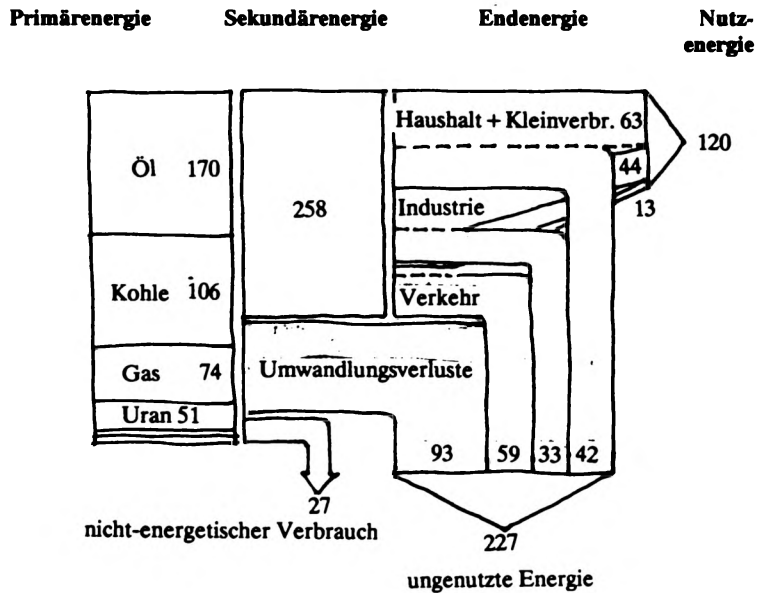 Primärenergie Sekundärenergie Endenergie Nutz-
energie
Haushalt + Kleinverbr. 63
120
Öl 170
44
258
Industrie
13
Kohle 106
Verkehr
Gas 74
Umwandlungsverluste
Uran 51
93 59 33 42
27
nicht-energetischer Verbrauch
227
ungenutzte Energie